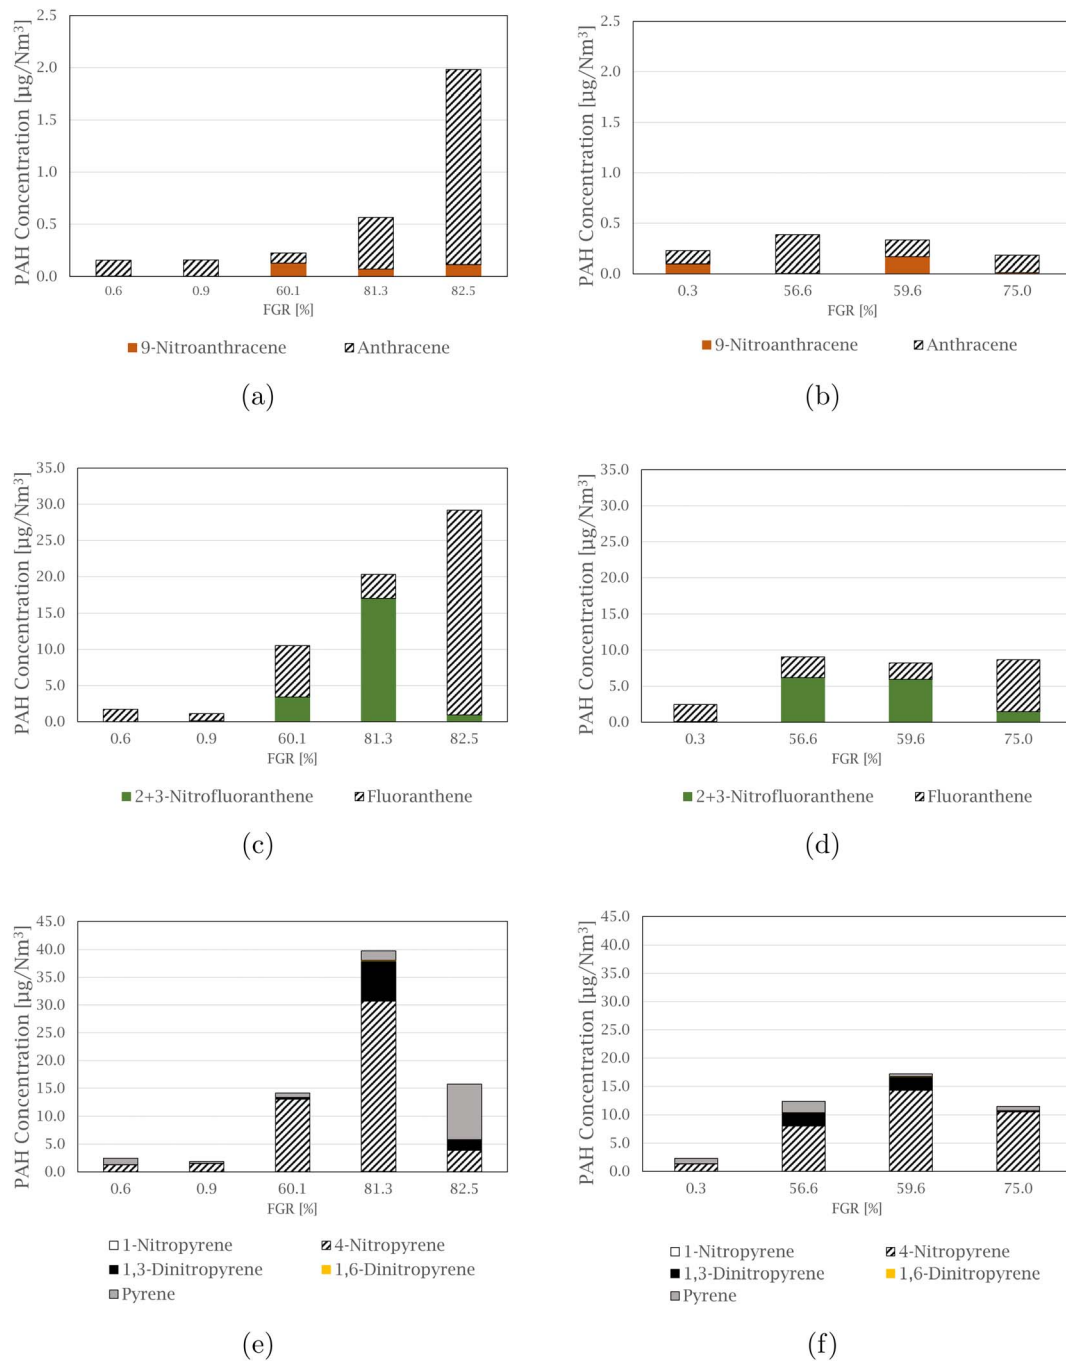 PAH Concentration [µg/Nm³]
2.5
2.0
1.5
1.0
0.5
0.0
0.6 0.9 60.1 81.3 82.5
FGR [%]
9-Nitroanthracene Anthracene
(a)
PAH Concentration [µg/Nm³]
2.5
2.0
1.5
1.0
0.5
0.0
0.3 56.6 59.6 75.0
FGR [%]
9-Nitroanthracene Anthracene
(b)
PAH Concentration [µg/Nm³]
35.0
30.0
25.0
20.0
15.0
10.0
5.0
0.0
0.6 0.9 60.1 81.3 82.5
FGR [%]
2+3-Nitrofluoranthene Fluoranthene
(c)
PAH Concentration [µg/Nm³]
35.0
30.0
25.0
20.0
15.0
10.0
5.0
0.0
0.3 56.6 59.6 75.0
FGR [%]
2+3-Nitrofluoranthene Fluoranthene
(d)
PAH Concentration [µg/Nm³]
45.0
40.0
35.0
30.0
25.0
20.0
15.0
10.0
5.0
0.0
0.6 0.9 60.1 81.3 82.5
FGR [%]
1-Nitropyrene 4-Nitropyrene
1,3-Dinitropyrene 1,6-Dinitropyrene
Pyrene
(e)
PAH Concentration [µg/Nm³]
45.0
40.0
35.0
30.0
25.0
20.0
15.0
10.0
5.0
0.0
0.3 56.6 59.6 75.0
FGR [%]
1-Nitropyrene 4-Nitropyrene
1,3-Dinitropyrene 1,6-Dinitropyrene
Pyrene
(f)